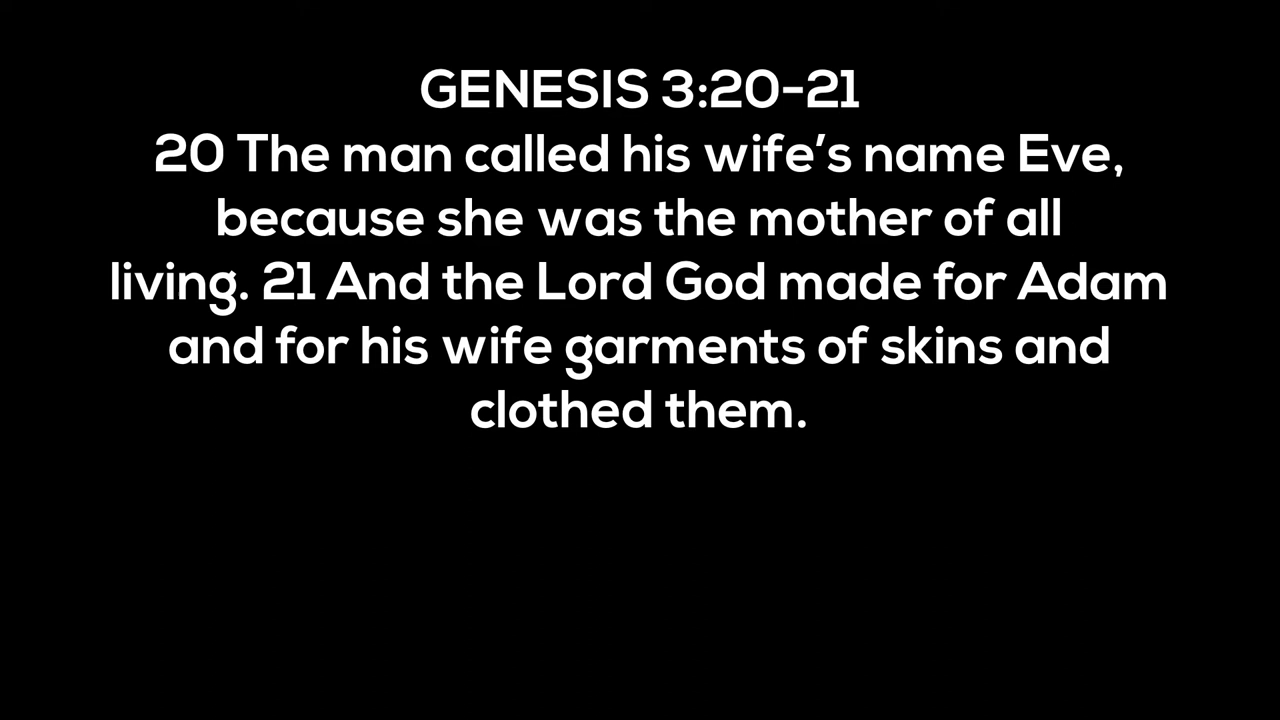 GENESIS 3:20-21
20 The man called his wife’s name Eve,
because she was the mother of all
living. 21 And the Lord God made for Adam
and for his wife garments of skins and
clothed them.